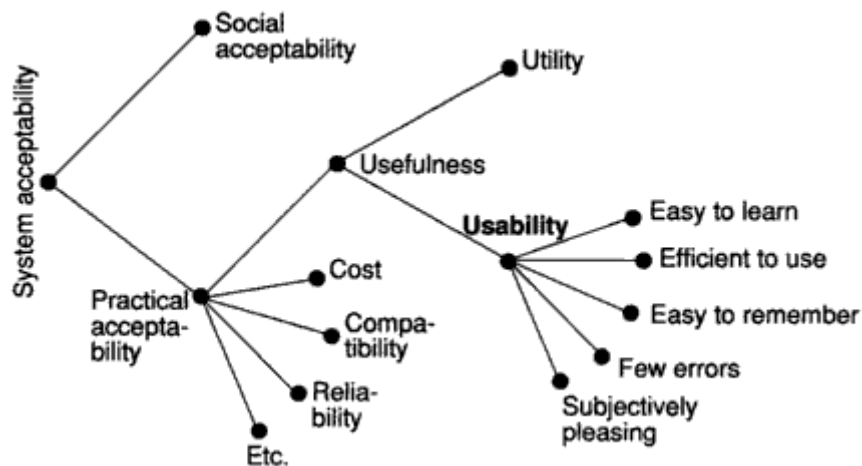 Social
acceptability
Utility
System acceptability
Usefulness
Usability
Easy to learn
Efficient to use
Easy to remember
Few errors
Subjectively
pleasing
Cost
Practical
accepta-
bility
Compa-
tibility
Relia-
bility
Etc.